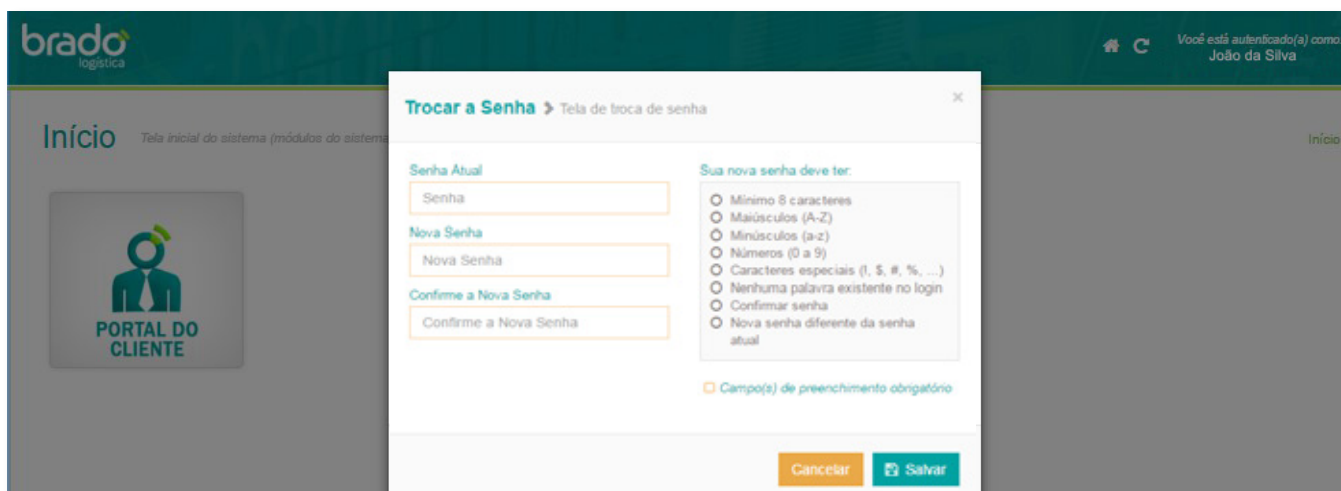 brado
logística
Você está autenticado(a) como
João da Silva
Início
Tela inicial do sistema (módulos do sistema
Início
PORTAL DO
CLIENTE
Trocar a Senha > Tela de troca de senha
×
Senha Atual
Senha
Nova Senha
Nova Senha
Confirme a Nova Senha
Confirme a Nova Senha
Sua nova senha deve ter:
Mínimo 8 caracteres
Maiúsculos (A-Z)
Minúsculos (a-z)
Números (0 a 9)
Caracteres especiais (!, $, #, %, ...)
Nenhuma palavra existente no login
Confirmar senha
Nova senha diferente da senha
atual
Campo(s) de preenchimento obrigatório
Cancelar
Salvar